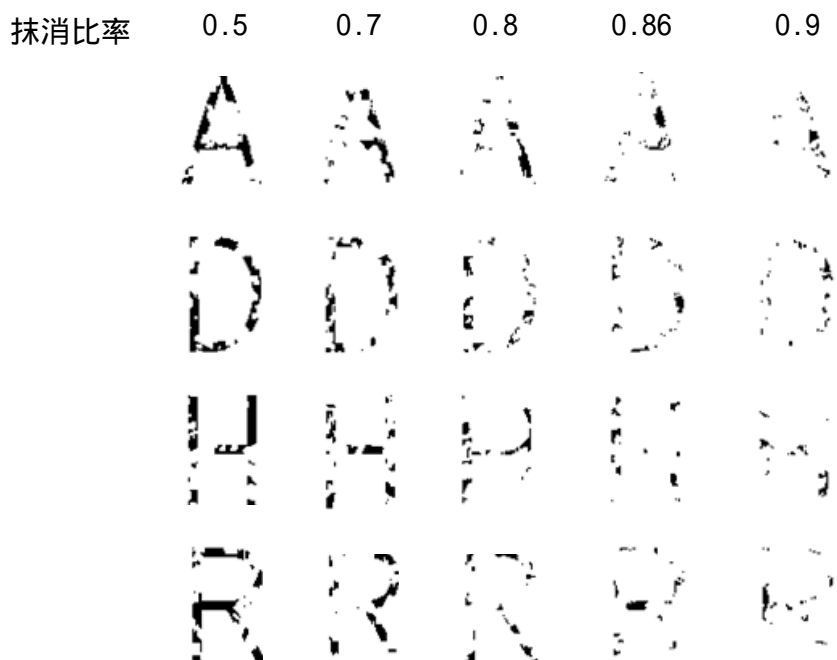 抹消比率 0.5 0.7 0.8 0.86 0.9
A A A A A
D D D D D
H H H H H
R R R R R